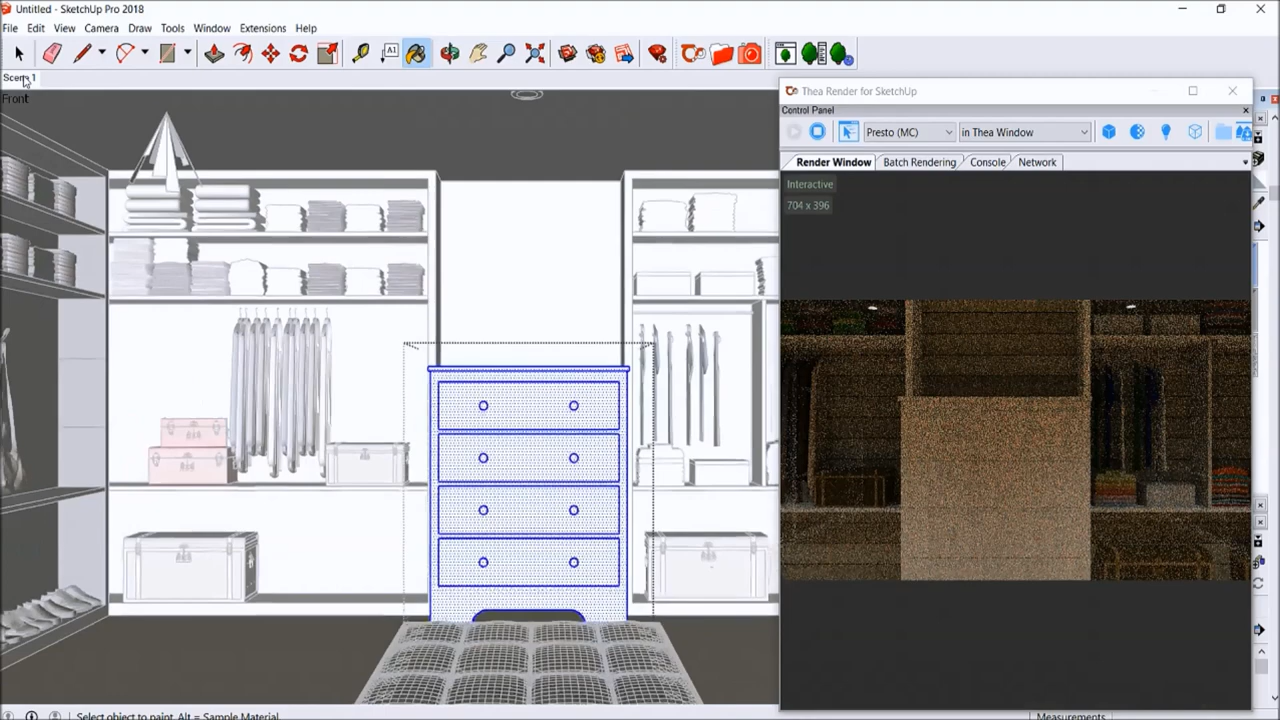 Untitled - SketchUp Pro 2018
File Edit View Camera Draw Tools Window Extensions Help
A1
Scene 1
Front
Thea Render for SketchUp
Control Panel
Presto (MC) in Thea Window
Render Window Batch Rendering Console Network
Interactive
704 x 396
Select object to paint. Alt = Sample Material.
Measurements